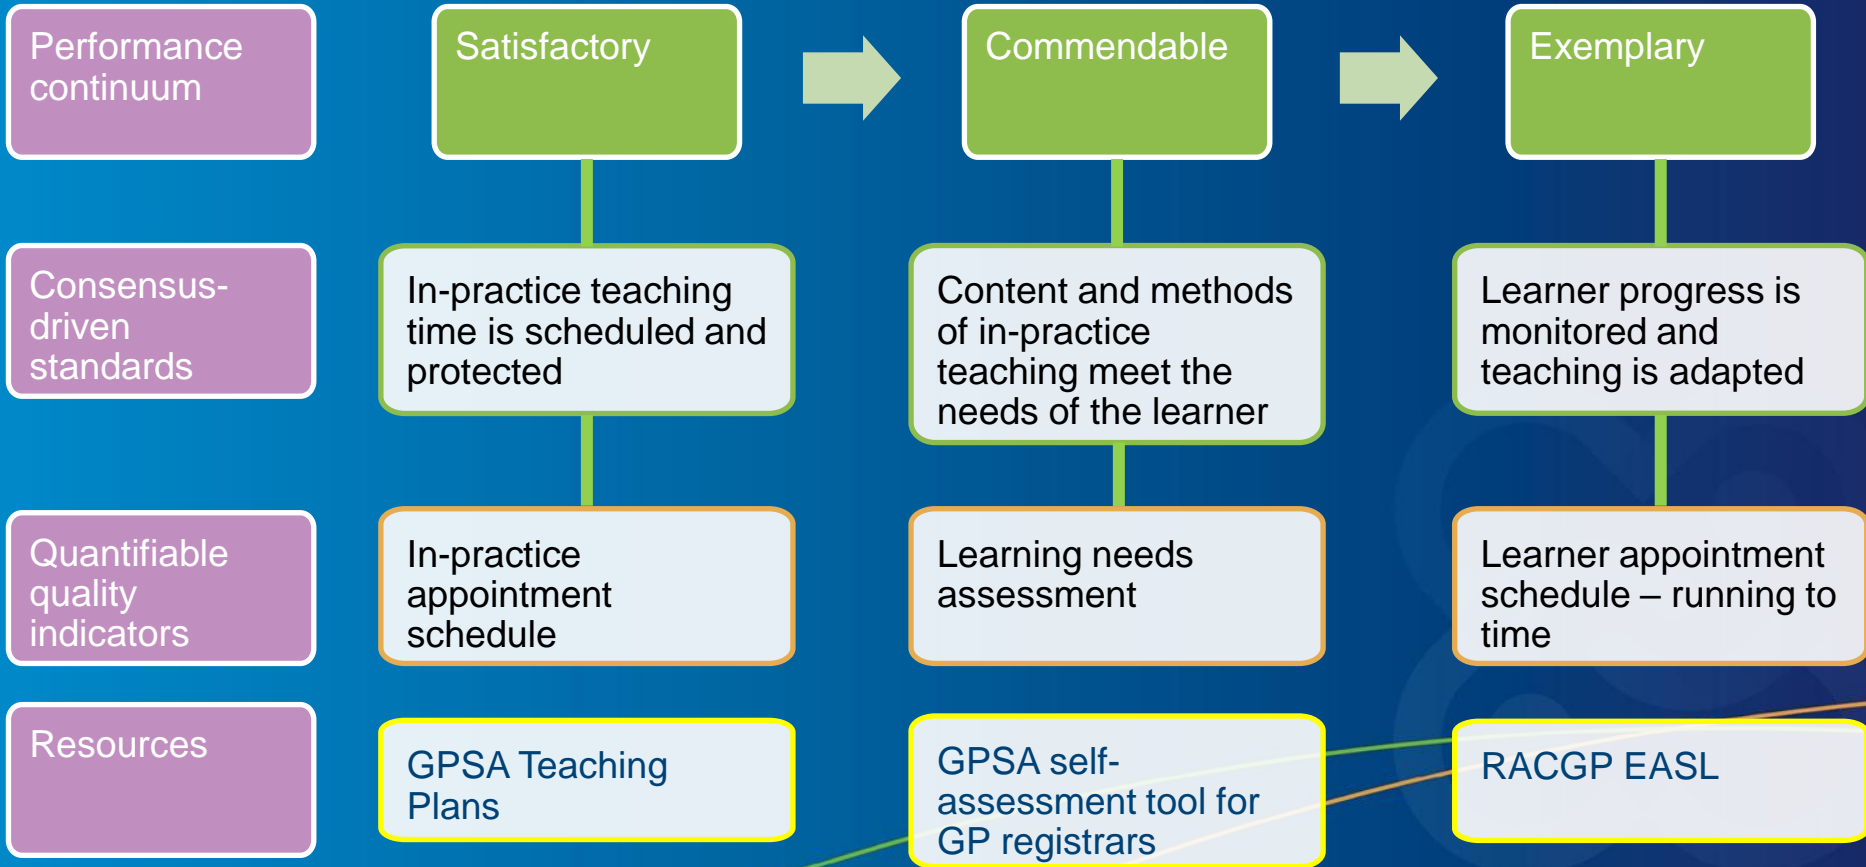 Performance
continuum
Satisfactory
Commendable
Exemplary
Consensus-
driven
standards
In-practice teaching
time is scheduled and
protected
Content and methods
of in-practice
teaching meet the
needs of the learner
Learner progress is
monitored and
teaching is adapted
Quantifiable
quality
indicators
In-practice
appointment
schedule
Learning needs
assessment
Learner appointment
schedule – running to
time
Resources
GPSA Teaching
Plans
GPSA self-
assessment tool for
GP registrars
RACGP EASL